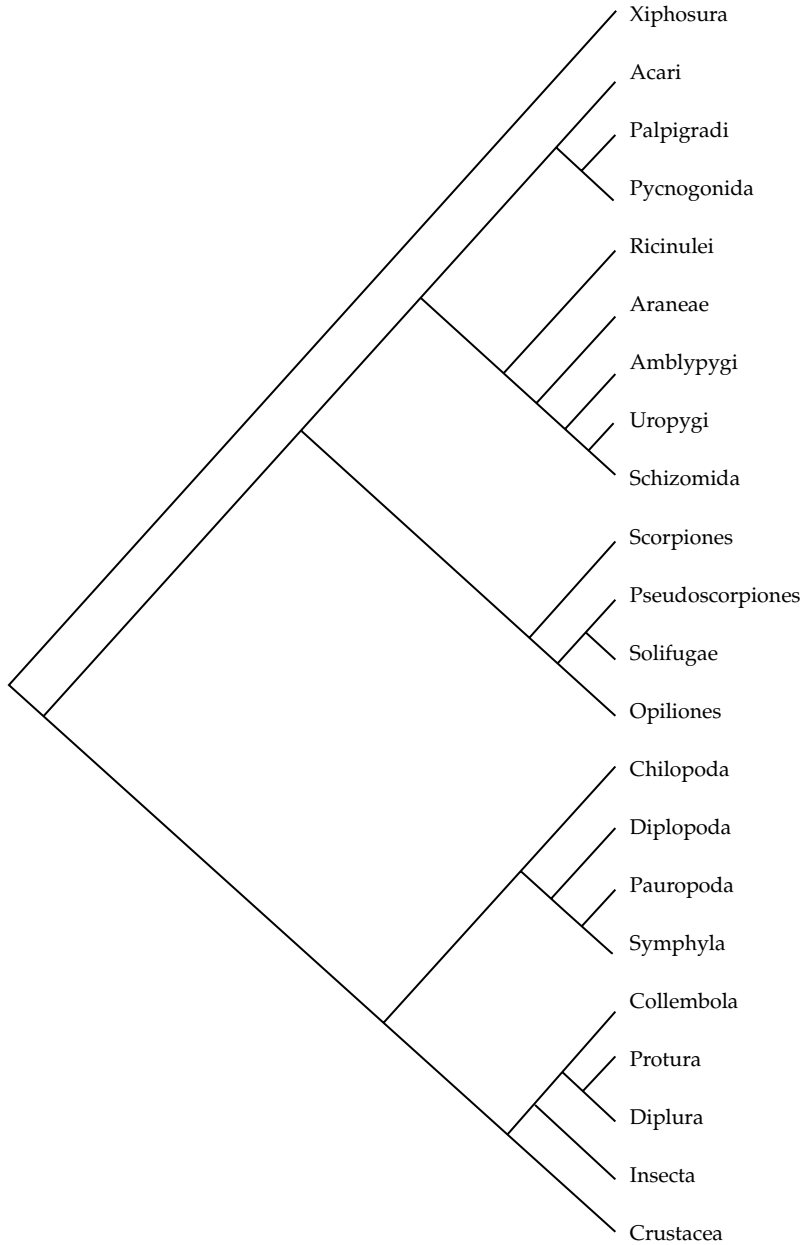 Xiphosura
Acari
Palpigradi
Pycnogonida
Ricinulei
Araneae
Amblypygi
Uropygi
Schizomida
Scorpiones
Pseudoscorpiones
Solifugae
Opiliones
Chilopoda
Diplopoda
Pauropoda
Symphyla
Collembola
Protura
Diplura
Insecta
Crustacea